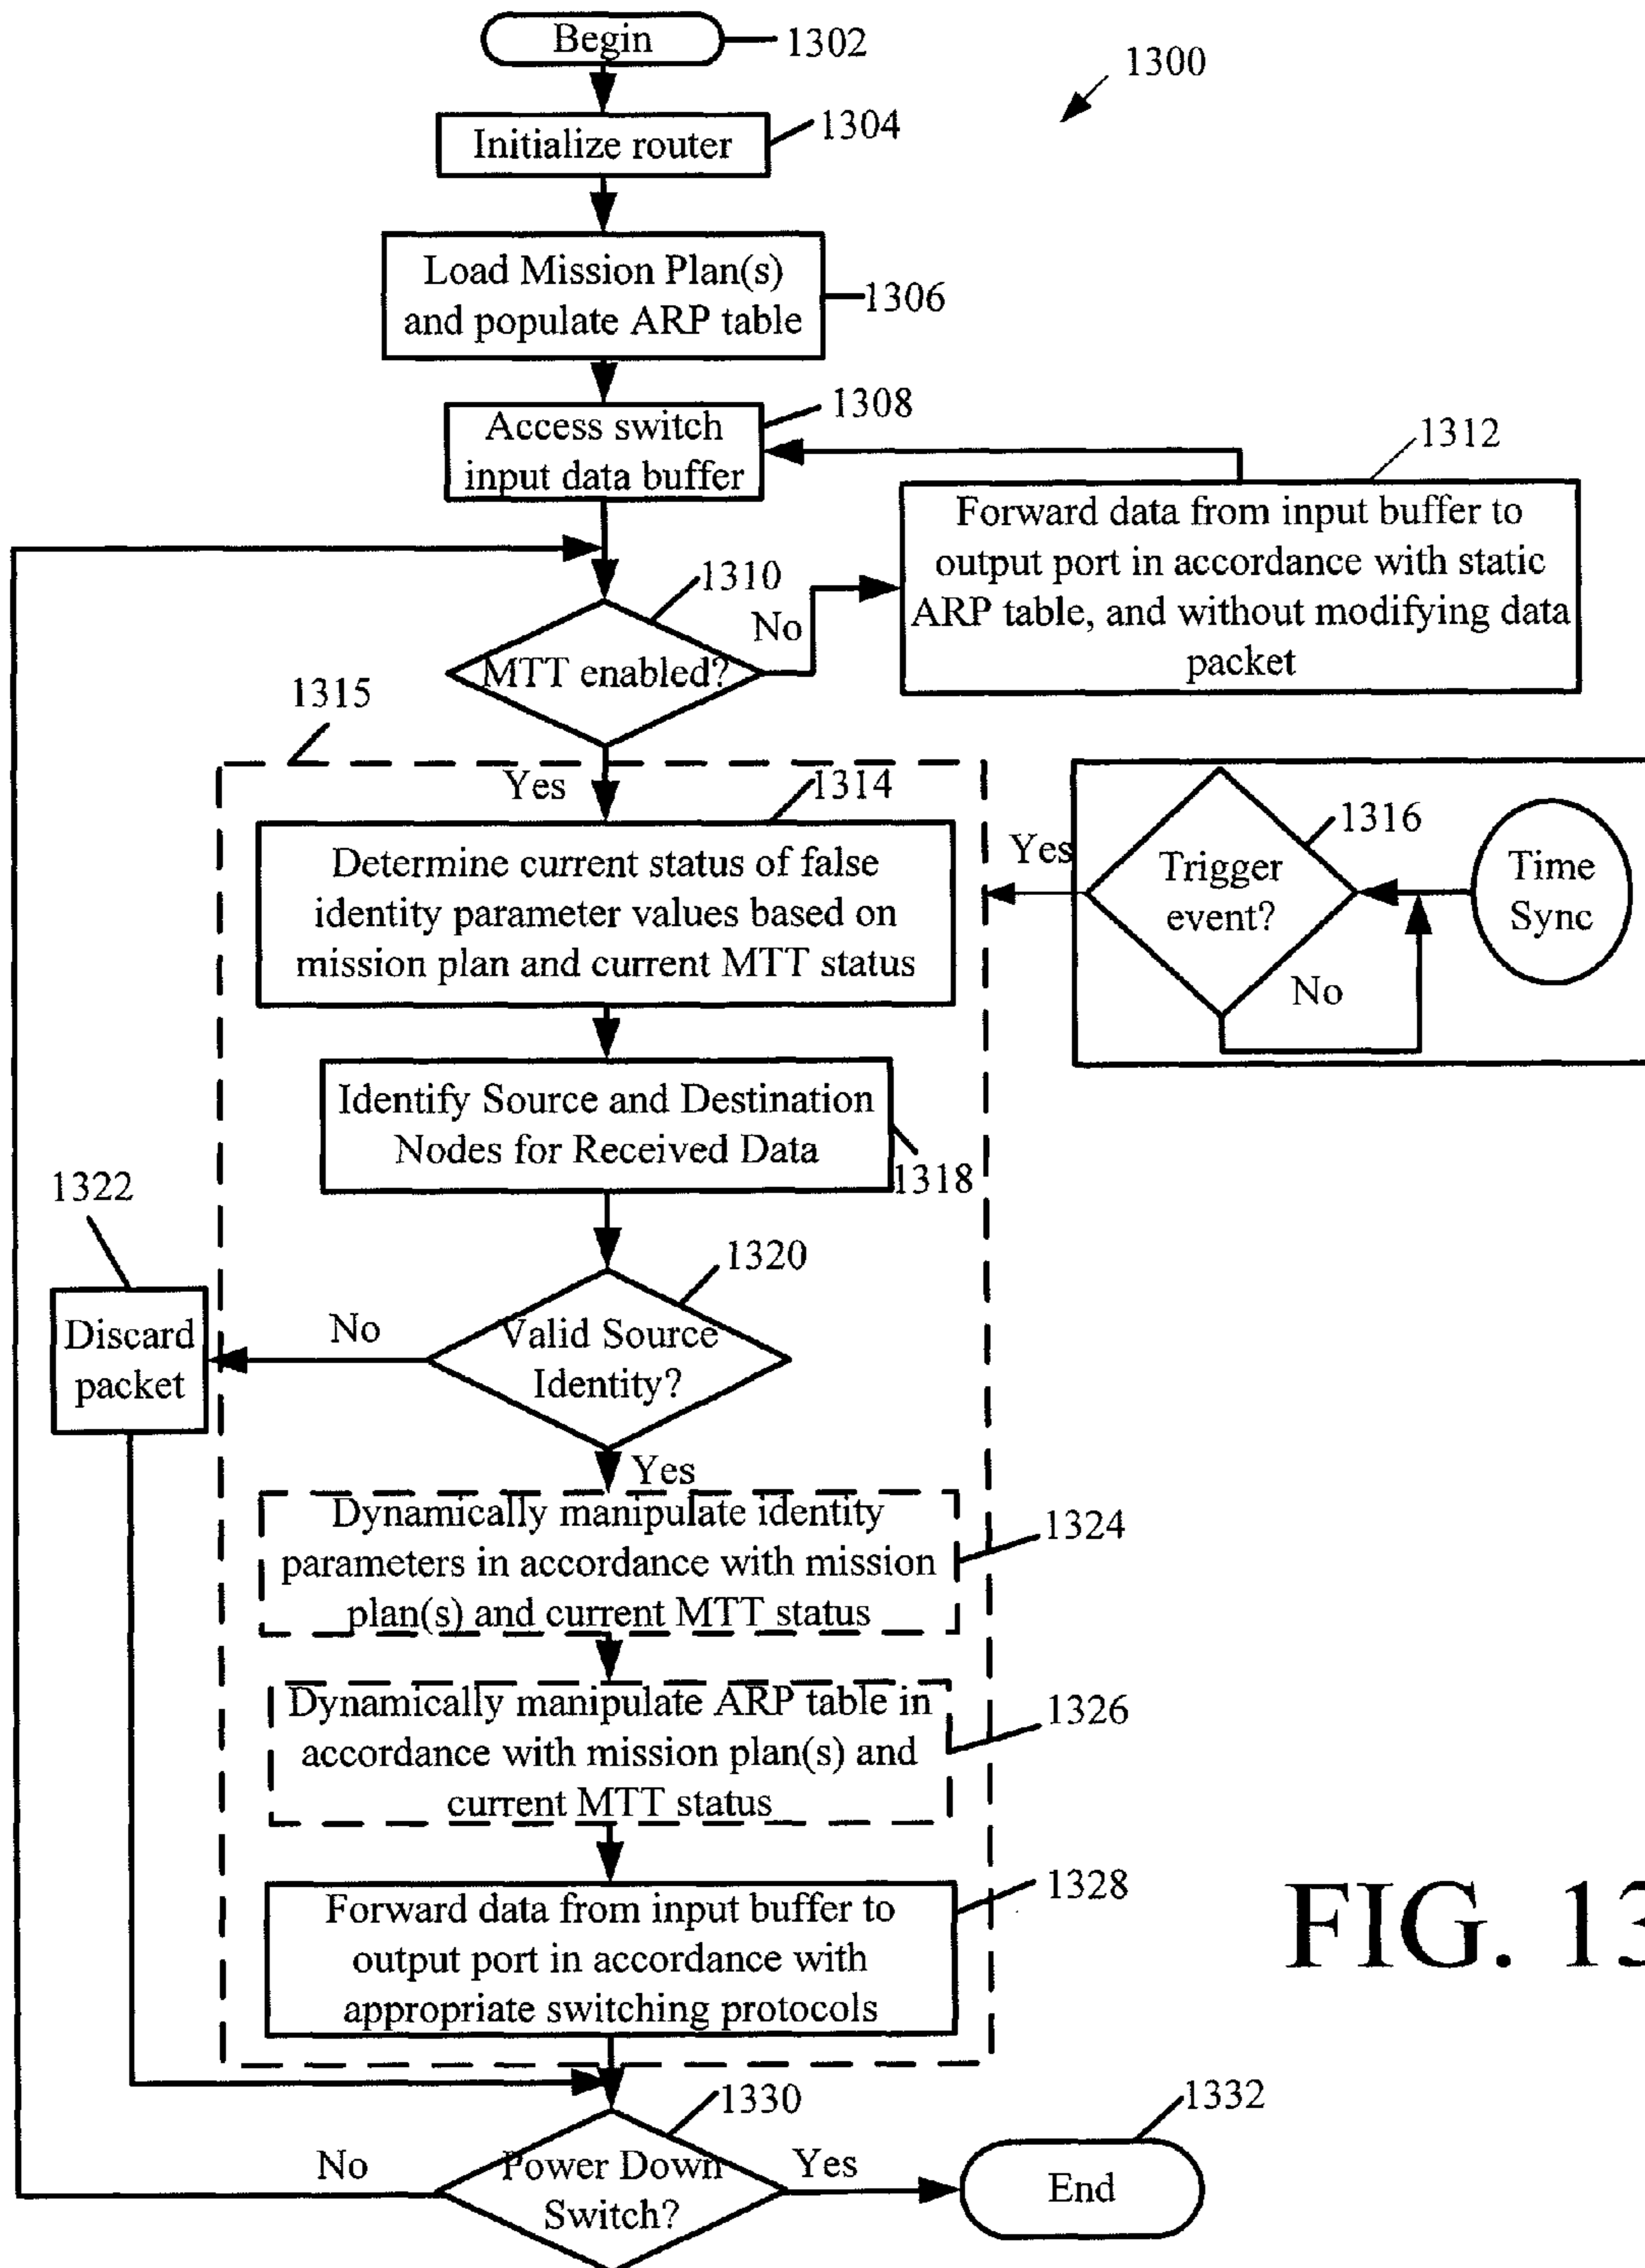 Begin
1302
1300
Initialize router
1304
Load Mission Plan(s)
and populate ARP table
1306
Access switch
input data buffer
1308
1312
Forward data from input buffer to
output port in accordance with static
ARP table, and without modifying data
packet
1310
No
MTT enabled?
1315
Yes
1314
Determine current status of false
identity parameter values based on
mission plan and current MTT status
Yes
1316
Trigger
event?
No
Time
Sync
Identify Source and Destination
Nodes for Received Data
1318
1322
Discard
packet
No
1320
Valid Source
Identity?
Yes
Dynamically manipulate identity
parameters in accordance with mission
plan(s) and current MTT status
1324
Dynamically manipulate ARP table in
accordance with mission plan(s) and
current MTT status
1326
Forward data from input buffer to
output port in accordance with
appropriate switching protocols
1328
FIG. 13
1330
No
Power Down
Switch?
Yes
1332
End